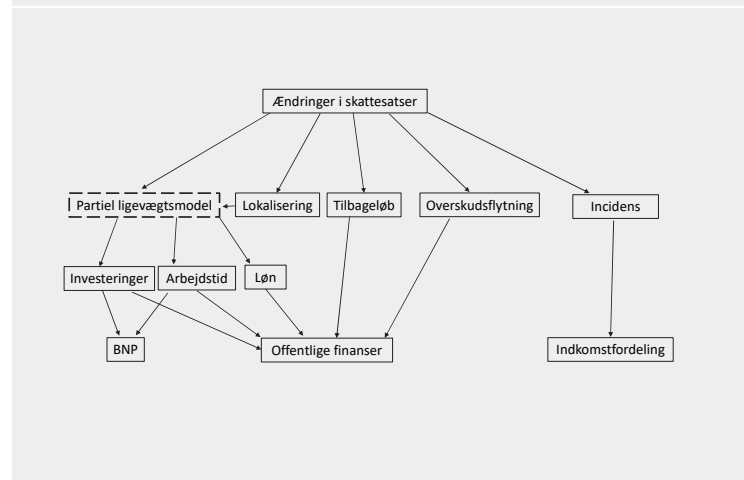 Ændringer i skattesatser
Partiel ligevægtsmodel
Lokalisering
Tilbageløb
Overskudsflytning
Incidens
Investeringer
Arbejdstid
Løn
BNP
Offentlige finanser
Indkomstfordeling